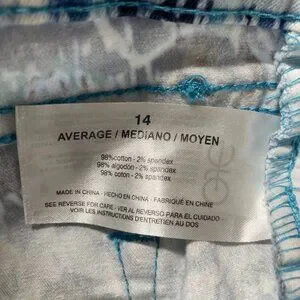 14
AVERAGE / MEDIANO / MOYEN
98%cotton - 2% spandex
98% algodón - 2% spandex
98% coton - 2% spandex
MADE IN CHINA - HECHO EN CHINA - FABRIQUÉ EN CHINE
SEE REVERSE FOR CARE - VER AL REVERSO PARA EL CUIDADO -
VOIR LES INSTRUCTIONS D'ENTRETIEN AU DOS